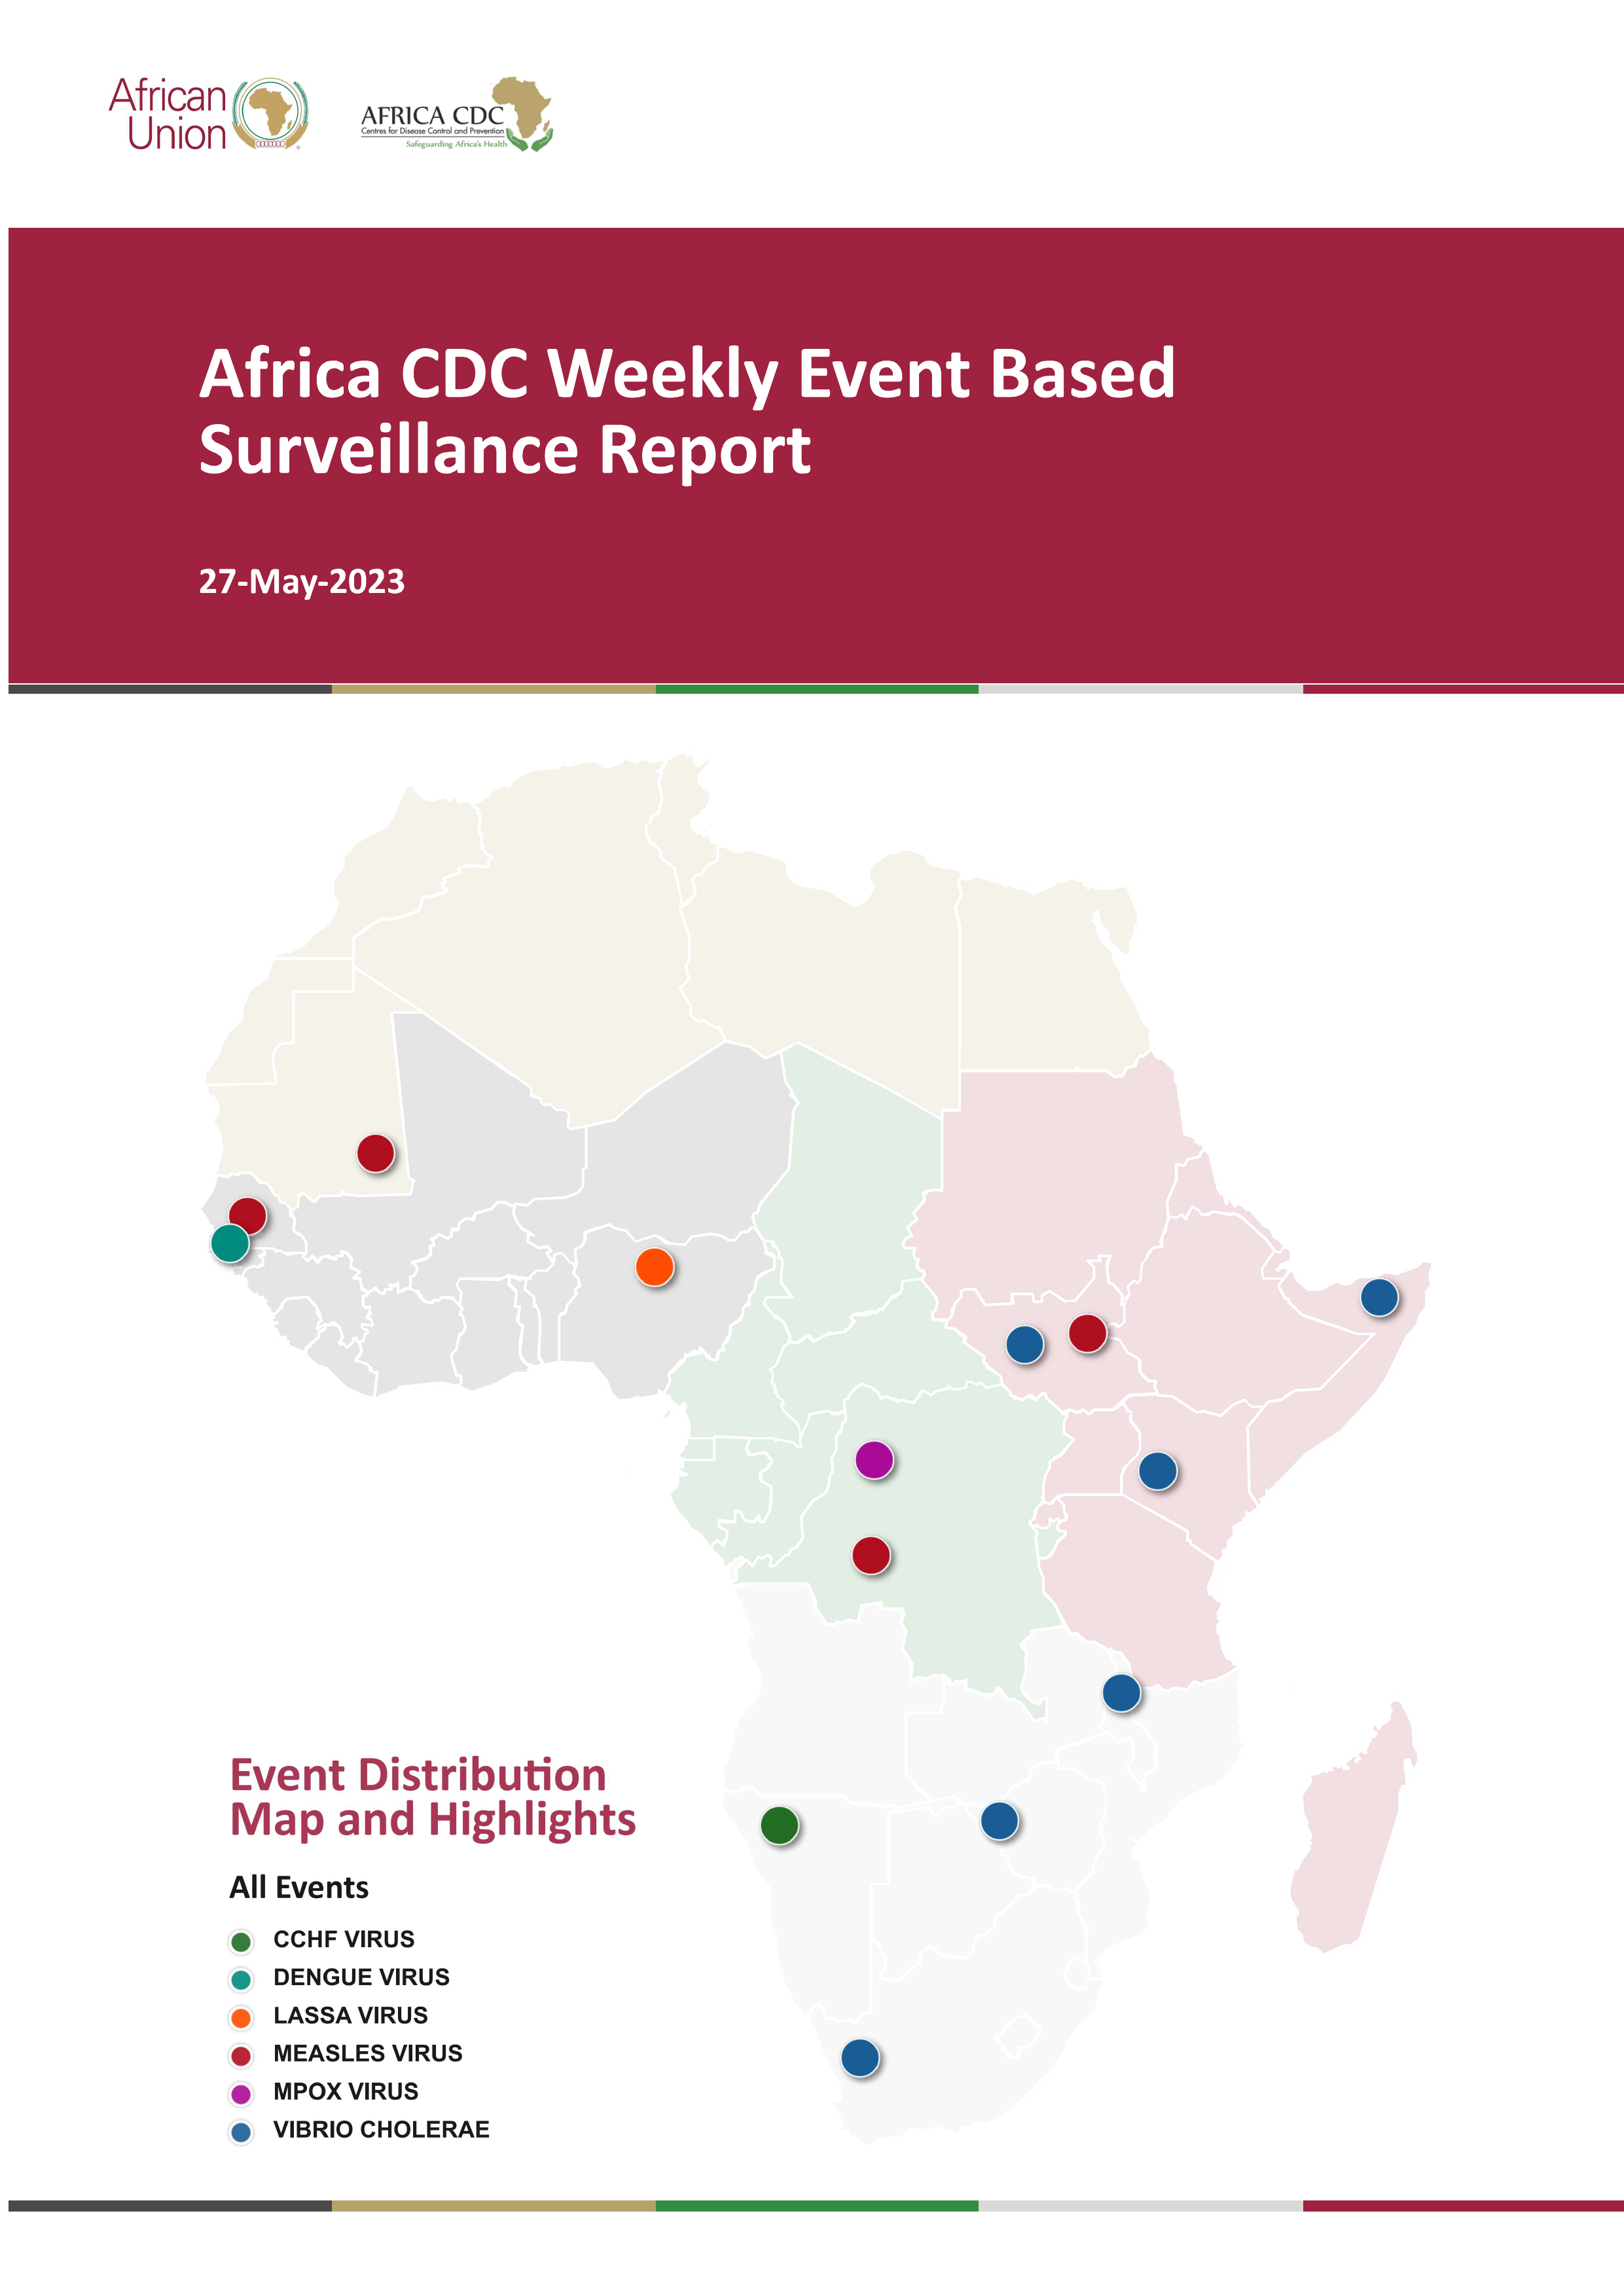 African
Union
AFRICA CDC
Centres for Disease Control and Prevention
Safeguarding Africa's Health
Africa CDC Weekly Event Based
Surveillance Report
27-May-2023
Event Distribution
Map and Highlights
All Events
CCHF VIRUS
DENGUE VIRUS
LASSA VIRUS
MEASLES VIRUS
MPOX VIRUS
VIBRIO CHOLERAE